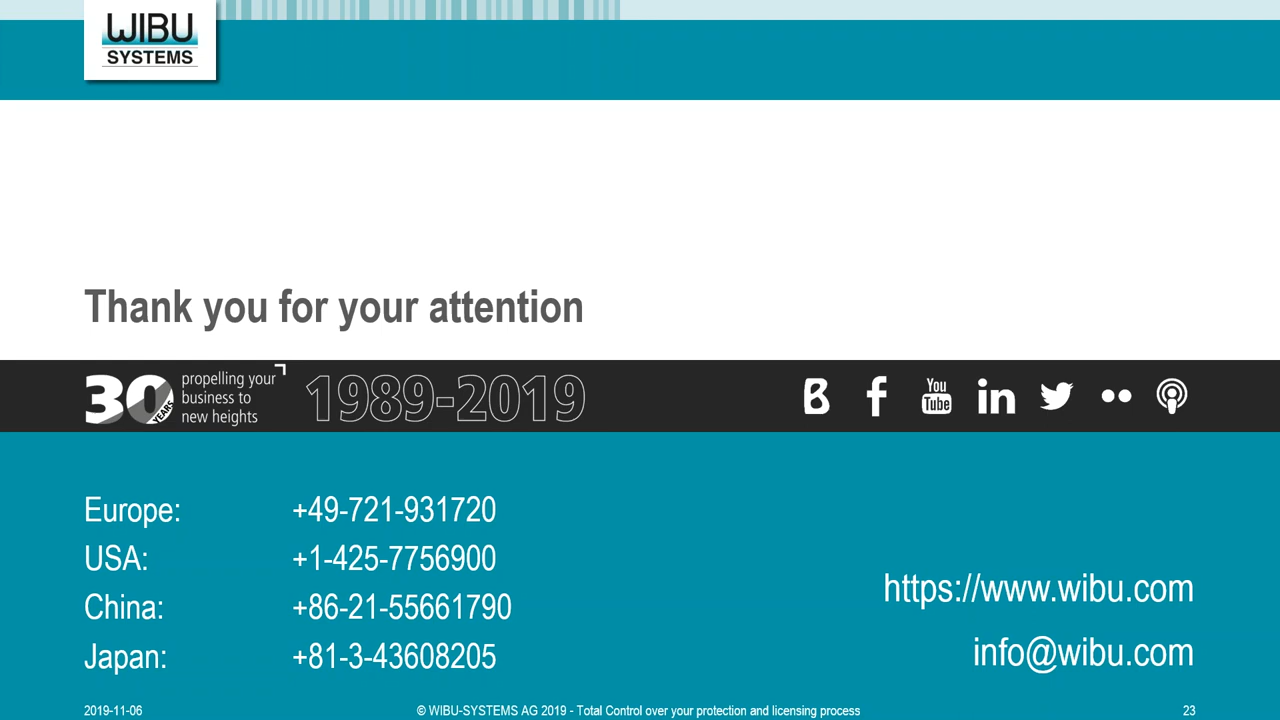 WIBU
SYSTEMS
Thank you for your attention
30 YEARS
propelling your
business to
new heights
1989-2019
You
Tube
in
Europe: +49-721-931720
USA: +1-425-7756900
China: +86-21-55661790
Japan: +81-3-43608205
https://www.wibu.com
info@wibu.com
2019-11-06 © WIBU-SYSTEMS AG 2019 - Total Control over your protection and licensing process 23